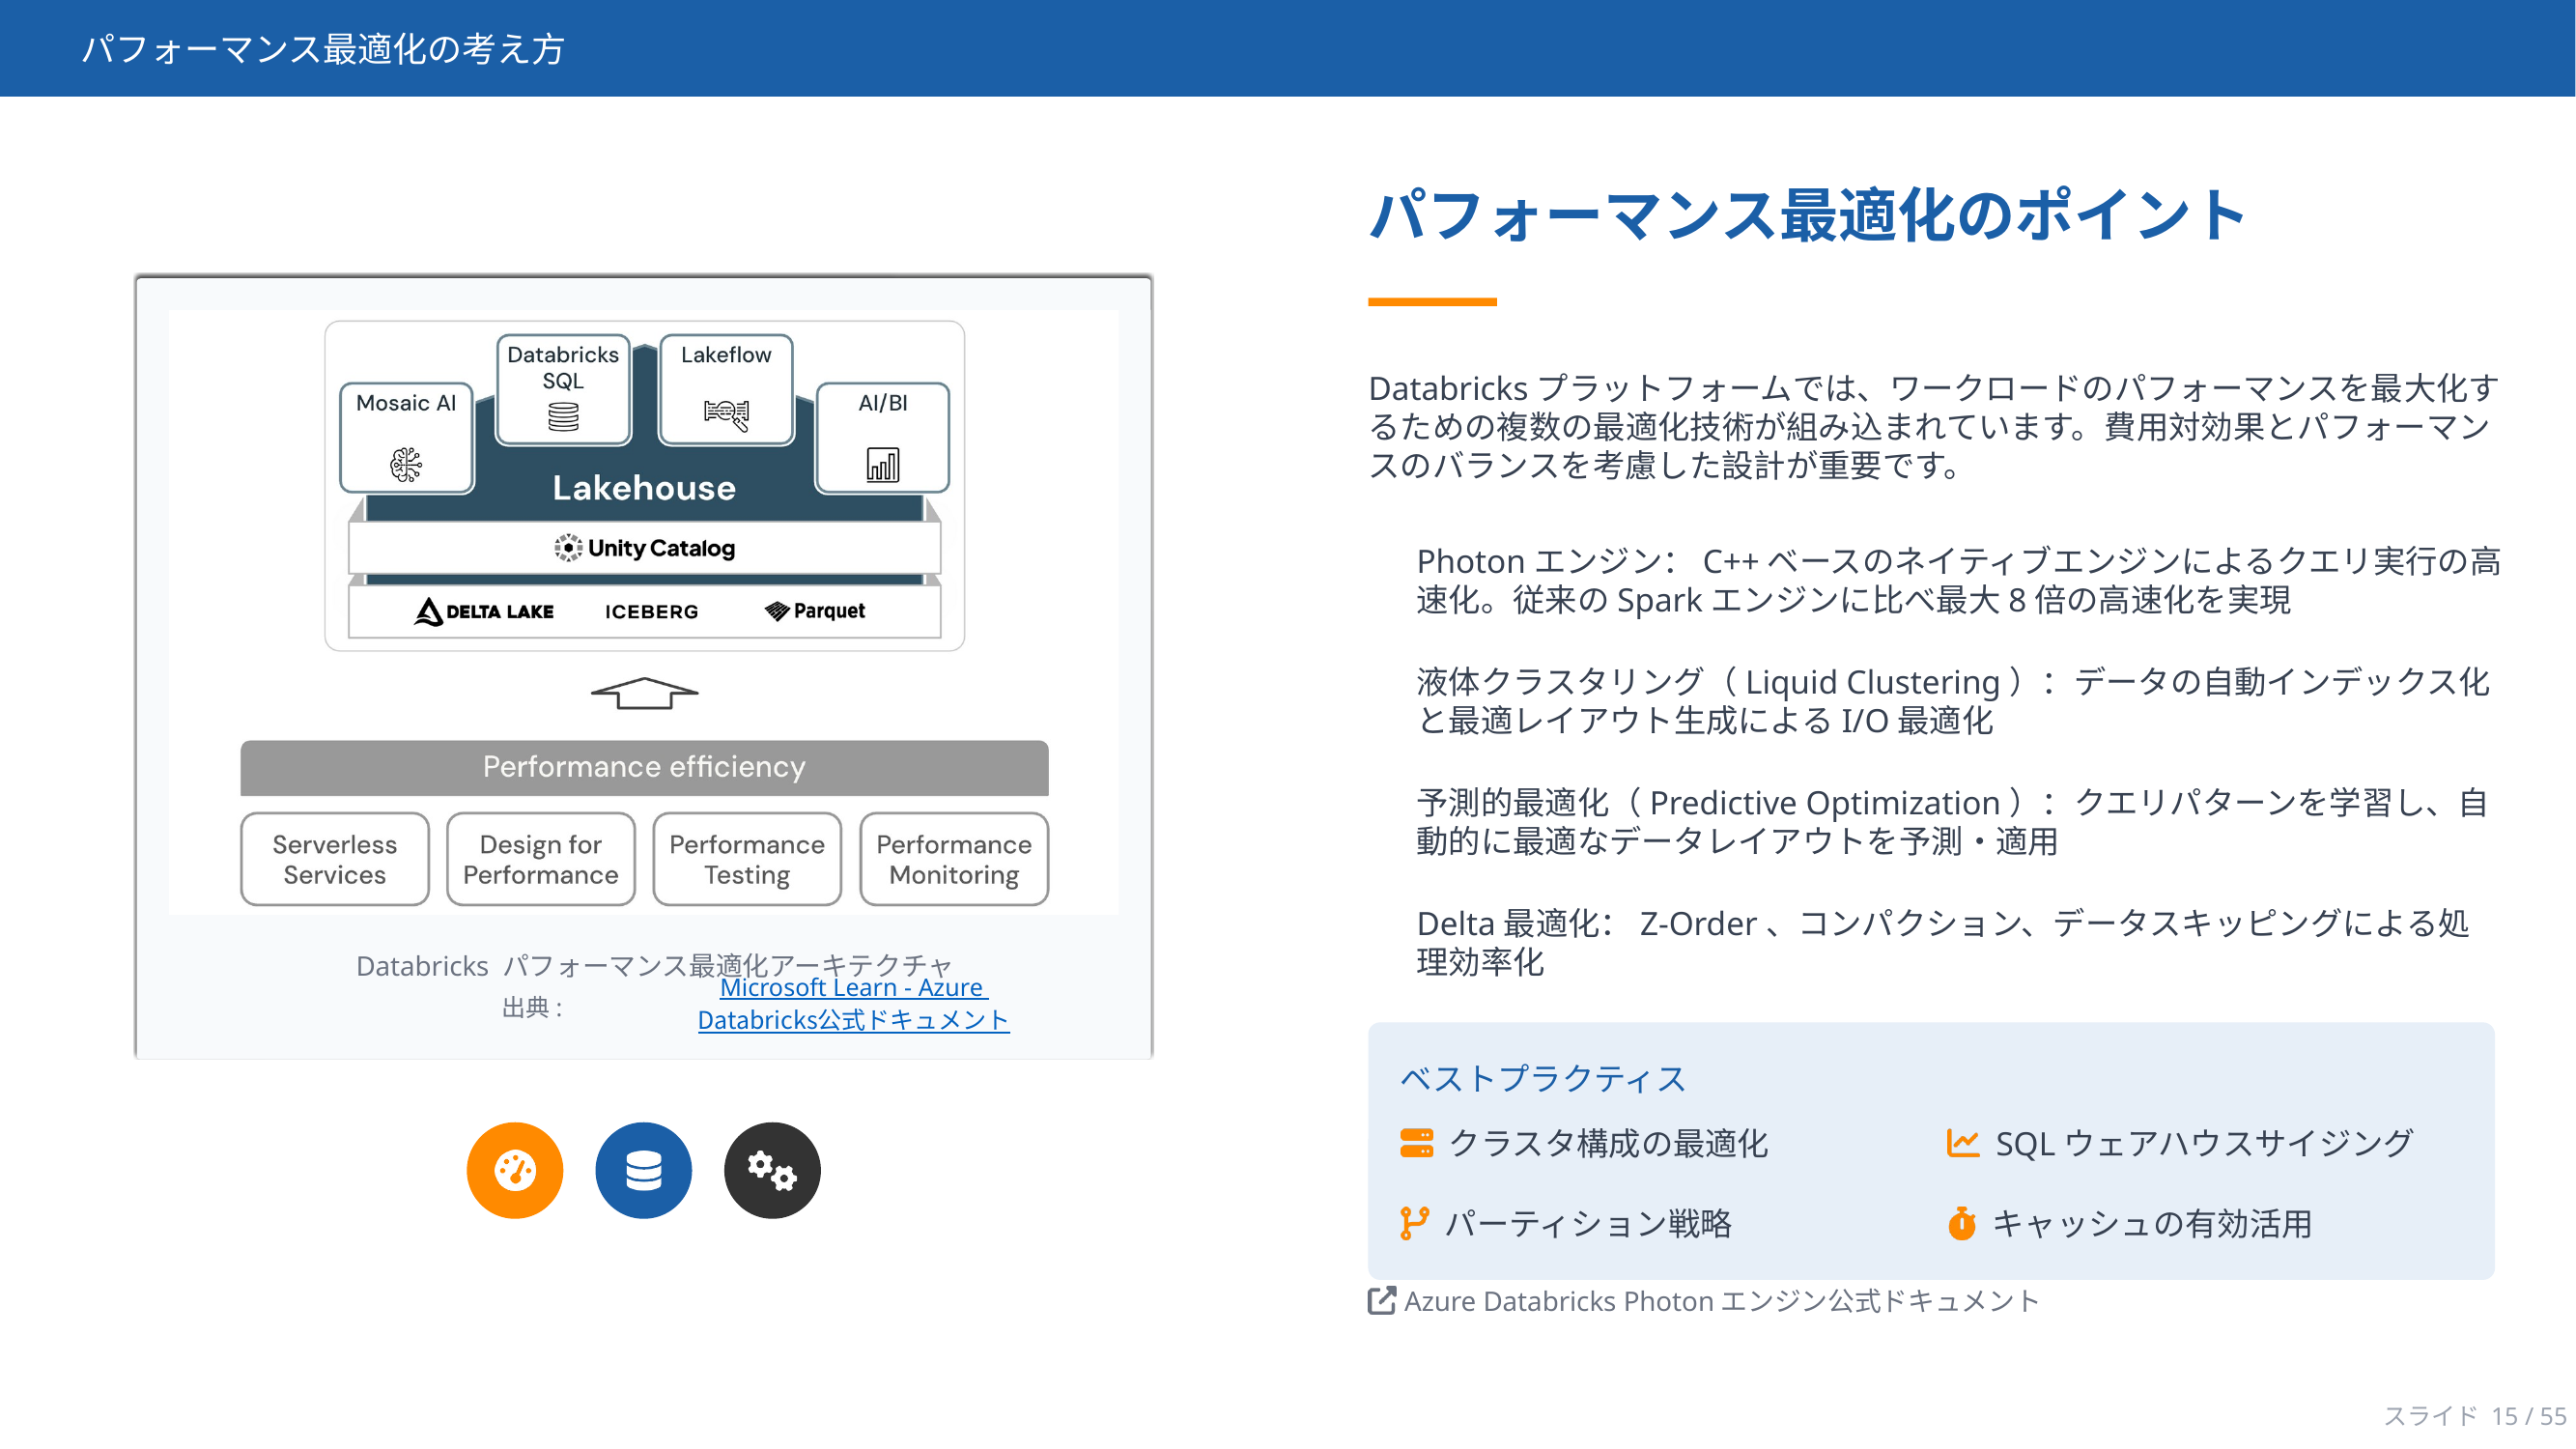 パフォーマンス最適化の考え方
Databricks
SQL
Lakeflow
Mosaic AI
AI/BI
Lakehouse
Unity Catalog
DELTA LAKE
ICEBERG
Parquet
Performance efficiency
Serverless
Services
Design for
Performance
Performance
Testing
Performance
Monitoring
Databricks パフォーマンス最適化アーキテクチャ
出典 :
Microsoft Learn - Azure
Databricks公式ドキュメント
パフォーマンス最適化のポイント
Databricks プラットフォームでは、ワークロードのパフォーマンスを最大化す
るための複数の最適化技術が組み込まれています。費用対効果とパフォーマン
スのバランスを考慮した設計が重要です。
Photon エンジン： C++ ベースのネイティブエンジンによるクエリ実行の高
速化。従来の Spark エンジンに比べ最大 8 倍の高速化を実現
液体クラスタリング（ Liquid Clustering ）：データの自動インデックス化
と最適レイアウト生成による I/O 最適化
予測的最適化（ Predictive Optimization ）：クエリパターンを学習し、自
動的に最適なデータレイアウトを予測・適用
Delta 最適化： Z-Order 、コンパクション、データスキッピングによる処
理効率化
ベストプラクティス
クラスタ構成の最適化
SQL ウェアハウスサイジング
パーティション戦略
キャッシュの有効活用
Azure Databricks Photon エンジン公式ドキュメント
スライド 15 / 55